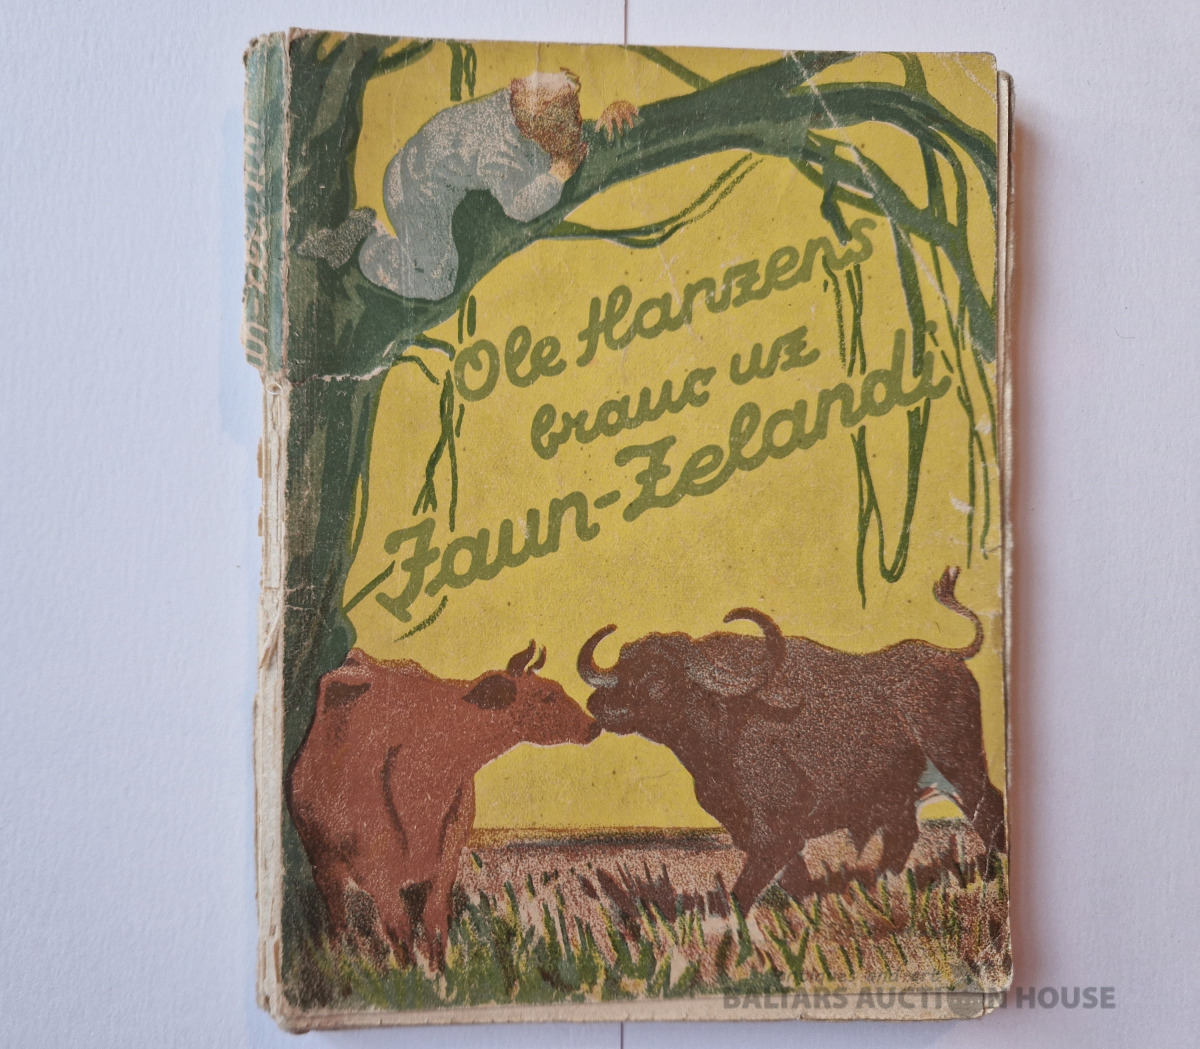 Ole Hanzens
brauc uz
Jaun-Zelandi
BALTARS AUCTION HOUSE